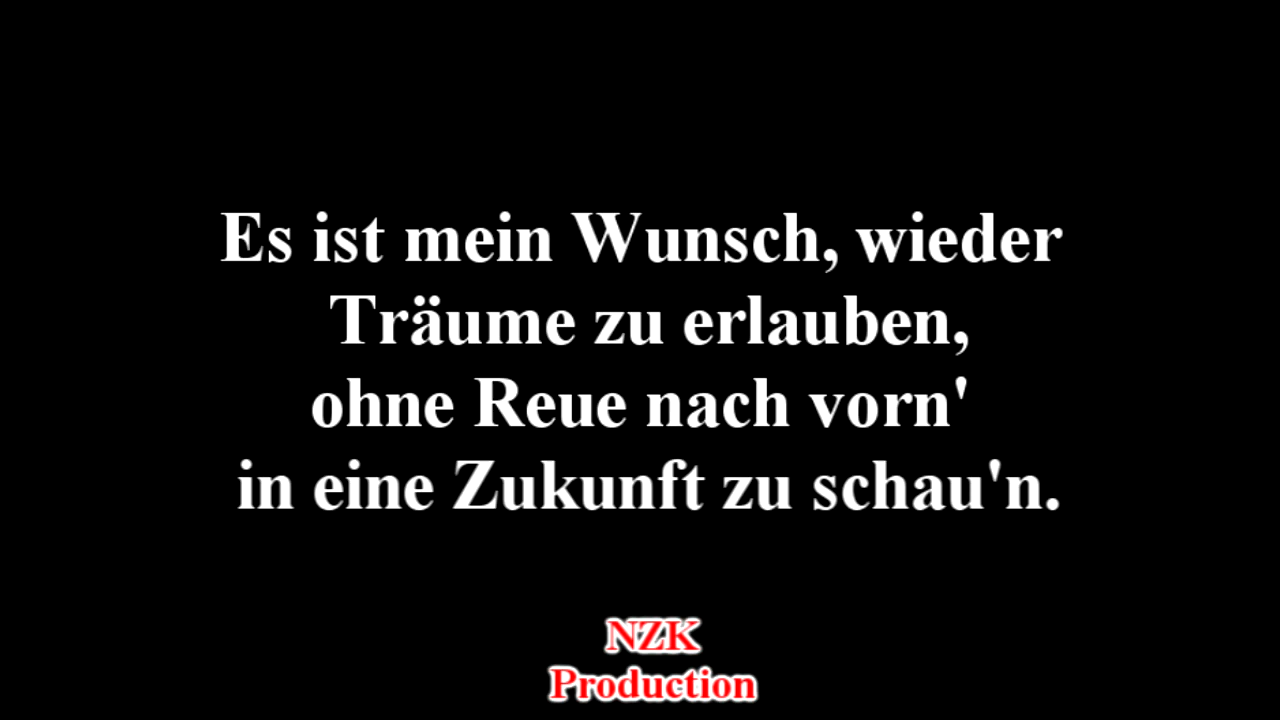 Es ist mein Wunsch, wieder
Träume zu erlauben,
ohne Reue nach vorn'
in eine Zukunft zu schau'n.
NZK
Production